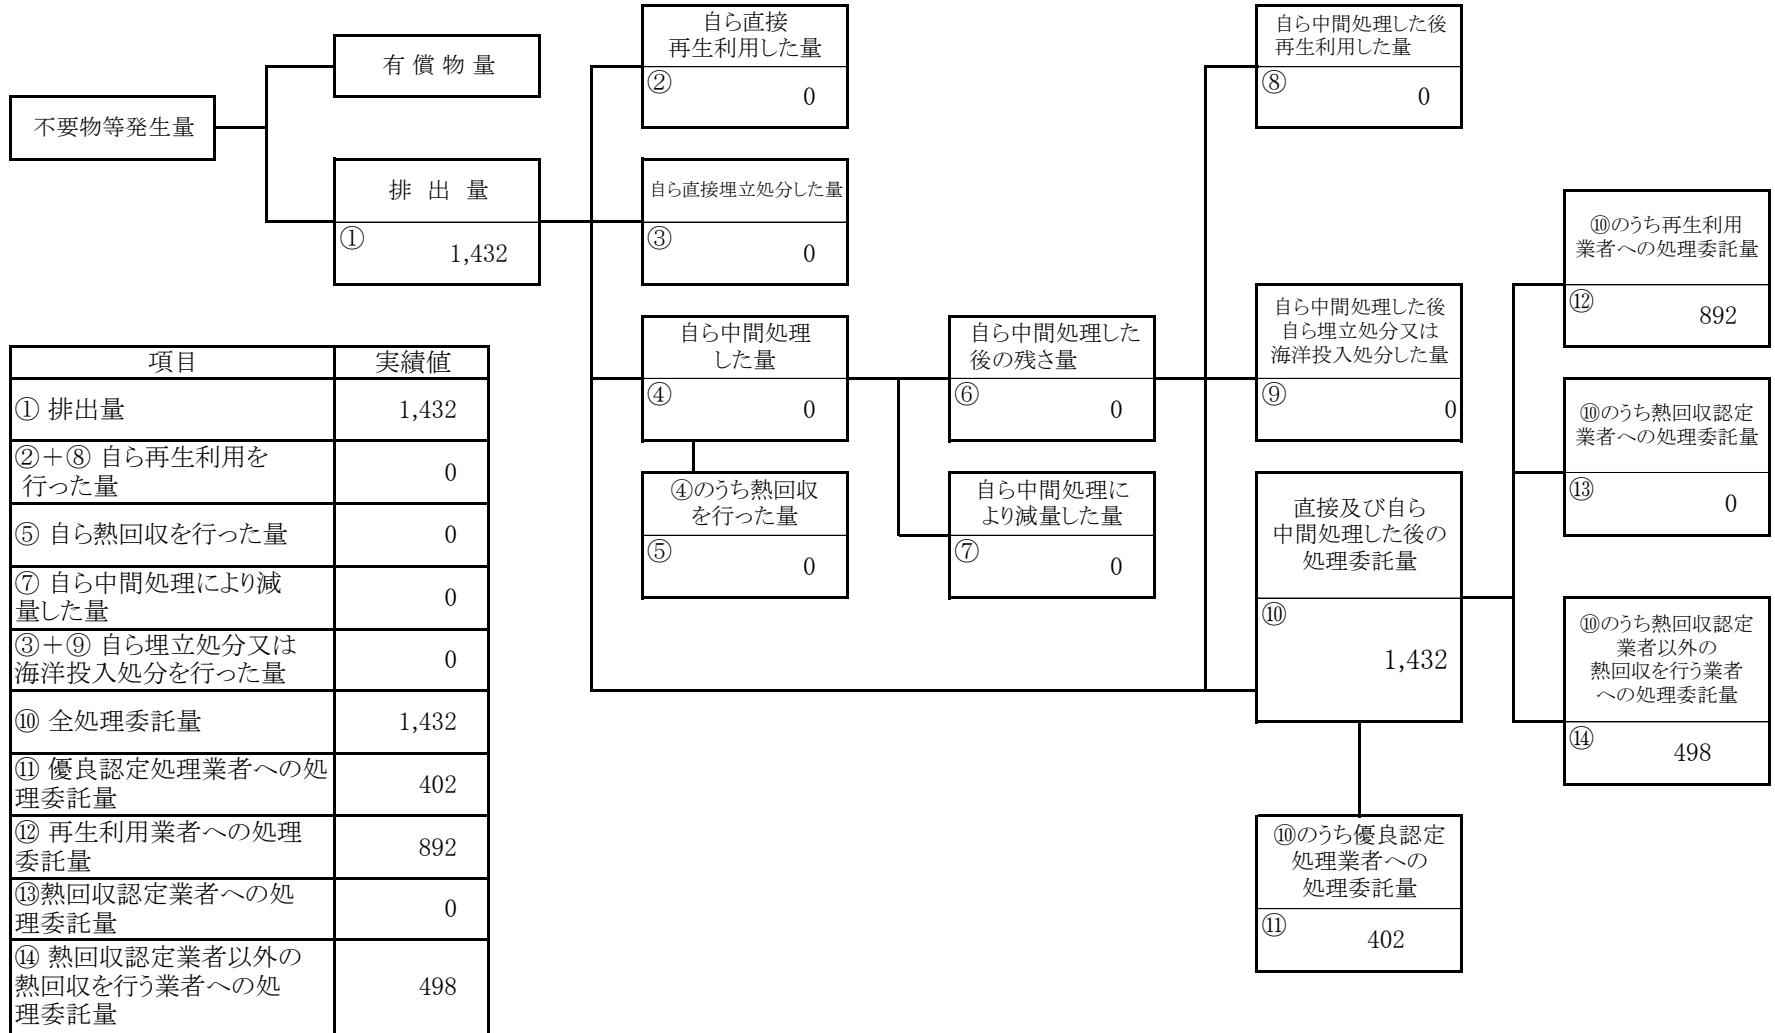 不要物等発生量
有 償 物 量
排 出 量
①
1,432
自ら直接
再生利用した量
②
0
自ら直接埋立処分した量
③
0
自ら中間処理
した量
④
0
④のうち熱回収
を行った量
⑤
0
自ら中間処理した
後の残さ量
⑥
0
自ら中間処理に
より減量した量
⑦
0
自ら中間処理した後
再生利用した量
⑧
0
自ら中間処理した後
自ら埋立処分又は
海洋投入処分した量
⑨
0
直接及び自ら
中間処理した後の
処理委託量
⑩
1,432
⑩のうち優良認定
処理業者への
処理委託量
⑪
402
⑩のうち再生利用
業者への処理委託量
⑫
892
⑩のうち熱回収認定
業者への処理委託量
⑬
0
⑩のうち熱回収認定
業者以外の
熱回収を行う業者
への処理委託量
⑭
498
項目 実績値
① 排出量 1,432
②+⑧ 自ら再生利用を
行った量 0
⑤ 自ら熱回収を行った量 0
⑦ 自ら中間処理により減
量した量 0
③+⑨ 自ら埋立処分又は
海洋投入処分を行った量 0
⑩ 全処理委託量 1,432
⑪ 優良認定処理業者への処
理委託量 402
⑫ 再生利用業者への処理
委託量 892
⑬熱回収認定業者への処
理委託量 0
⑭ 熱回収認定業者以外の
熱回収を行う業者への処
理委託量 498